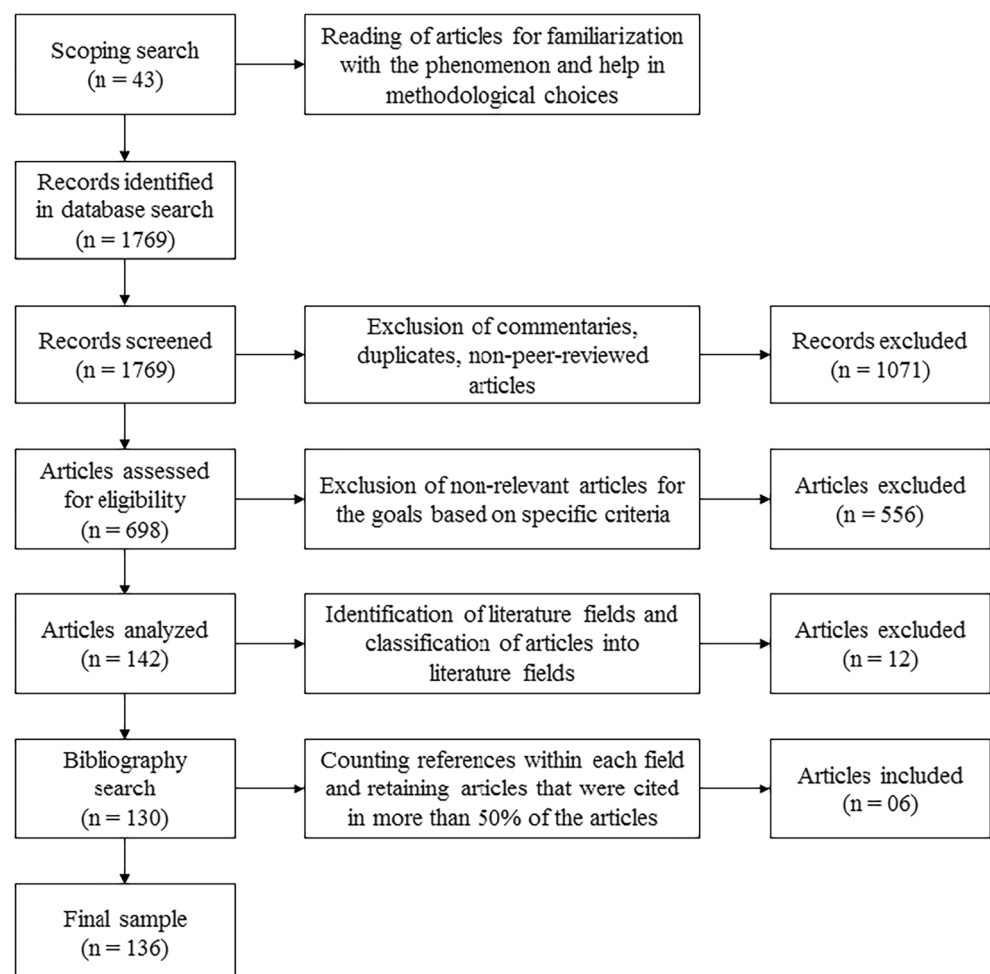 Scoping search
(n = 43)
Reading of articles for familiarization
with the phenomenon and help in
methodological choices
Records identified
in database search
(n = 1769)
Records screened
(n = 1769)
Exclusion of commentaries,
duplicates, non-peer-reviewed
articles
Records excluded
(n = 1071)
Articles assessed
for eligibility
(n = 698)
Exclusion of non-relevant articles for
the goals based on specific criteria
Articles excluded
(n = 556)
Articles analyzed
(n = 142)
Identification of literature fields and
classification of articles into
literature fields
Articles excluded
(n = 12)
Bibliography
search
(n = 130)
Counting references within each field
and retaining articles that were cited
in more than 50% of the articles
Articles included
(n = 06)
Final sample
(n = 136)